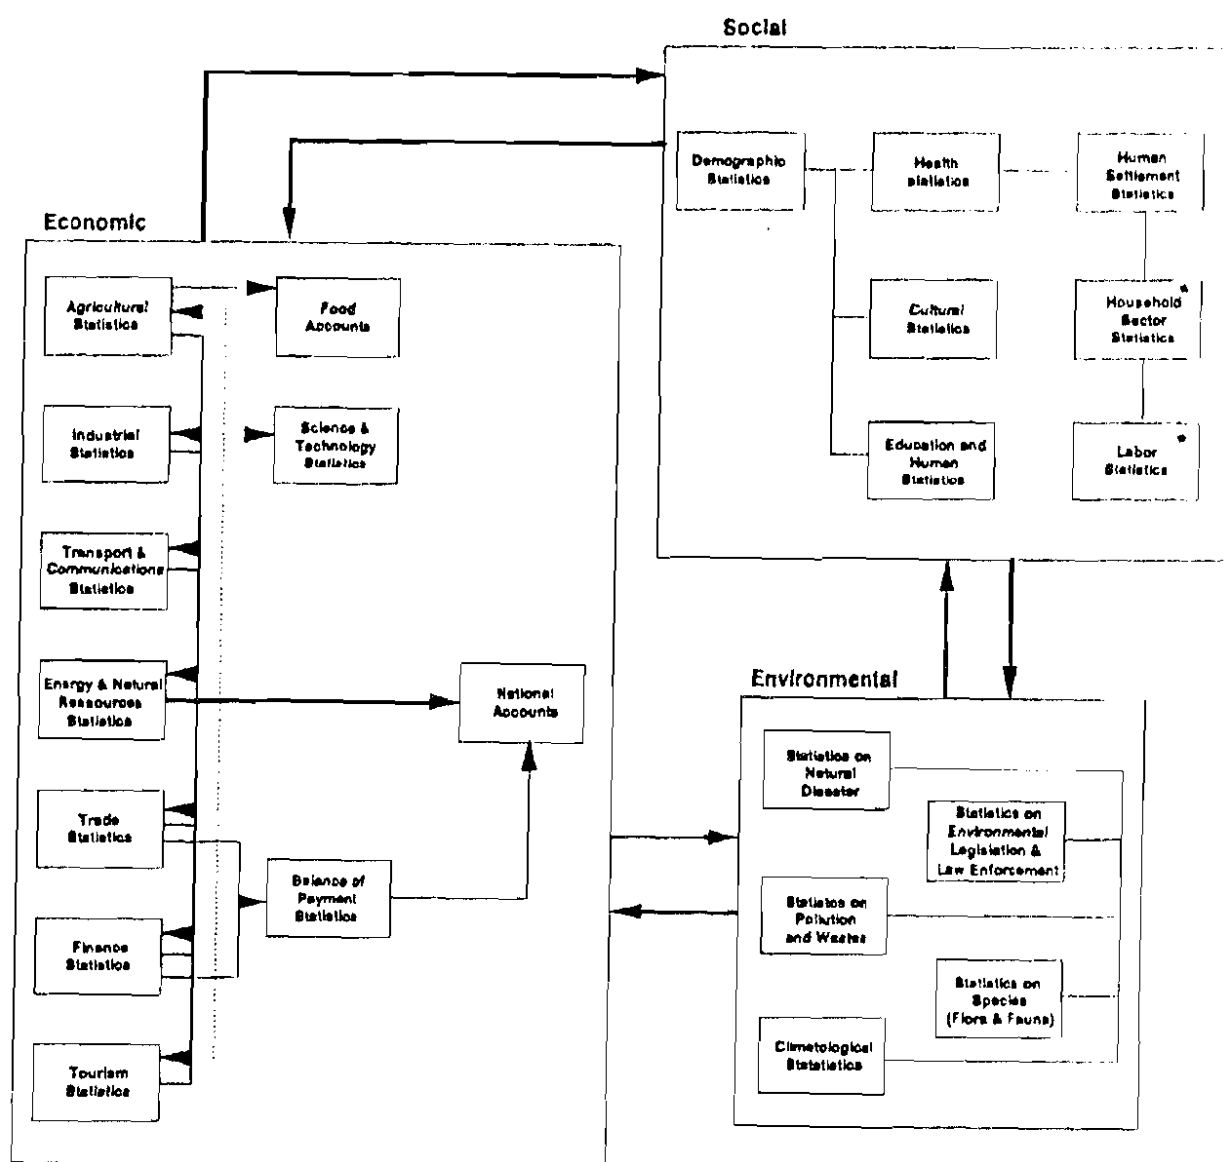 Social
Demographic
Statistics
Health
statistics
Human
Settlement
Statistics
Cultural
Statistics
Household *
Sector
Statistics
Education and
Human
Statistics
Labor *
Statistics
Economic
Agricultural
Statistics
Food
Accounts
Industrial
Statistics
Science &
Technology
Statistics
Transport &
Communications
Statistics
Energy & Natural
Ressources
Statistics
National
Accounts
Trade
Statistics
Balance of
Payment
Statistics
Finance
Statistics
Tourism
Statistics
Environmental
Statistics on
Natural
Disaster
Statistics on
Environmental
Legislation &
Law Enforcement
Statistcs on
Pollution
and Wastes
Statistics on
Species
(Flora & Fauna)
Climatological
Statatistics